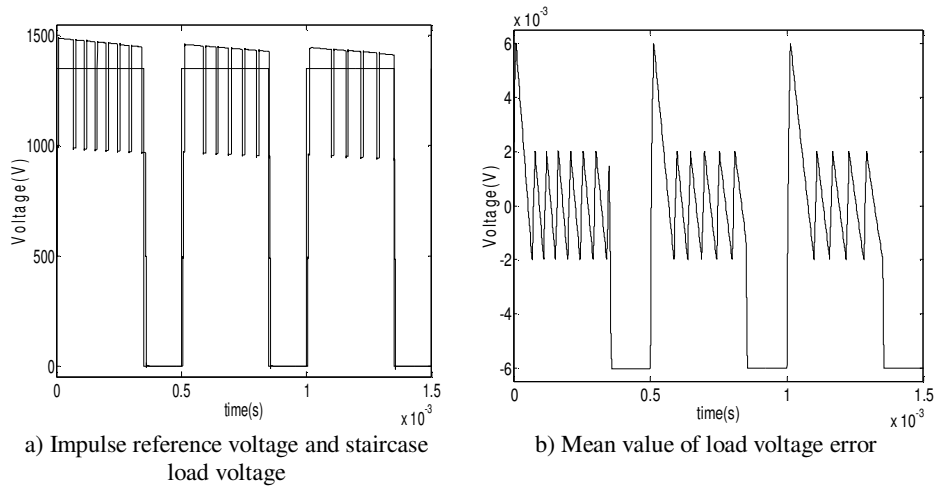 1500
1000
500
0
Voltage(V)
0 0.5 1 1.5
time(s)
x 10^-3
a) Impulse reference voltage and staircase
load voltage
x 10^-3
6
4
2
0
-2
-4
-6
Voltage(V)
0 0.5 1 1.5
time(s)
x 10^-3
b) Mean value of load voltage error